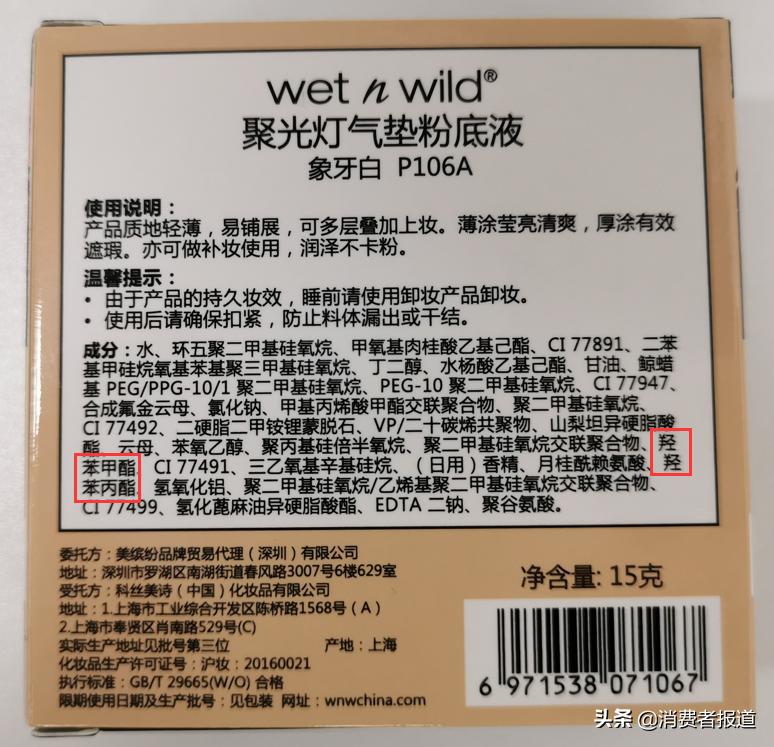 wet n wild®
聚光灯气垫粉底液
象牙白 P106A
使用说明：
产品质地轻薄，易铺展，可多层叠加上妆。薄涂莹亮清爽，厚涂有效
遮瑕。亦可做补妆使用，润泽不卡粉。
温馨提示：
• 由于产品的持久妆效，睡前请使用卸妆产品卸妆。
• 使用后请确保扣紧，防止料体漏出或干结。
成分：水、环五聚二甲基硅氧烷、甲氧基肉桂酸乙基己酯、CI 77891、二苯
基甲硅烷氧基苯基聚三甲基硅氧烷、丁二醇、水杨酸乙基己酯、甘油、鲸蜡
基 PEG/PPG-10/1 聚二甲基硅氧烷、PEG-10 聚二甲基硅氧烷、CI 77947、
合成氟金云母、氯化钠、甲基丙烯酸甲酯交联聚合物、聚二甲基硅氧烷、
CI 77492、二硬脂二甲铵锂蒙脱石、VP/二十碳烯共聚物、山梨坦异硬脂酸
酯、云母、苯氧乙醇、聚丙基硅倍半氧烷、聚二甲基硅氧烷交联聚合物、羟
苯甲酯、CI 77491、三乙氧基辛基硅烷、（日用）香精、月桂酰赖氨酸、羟
苯丙酯、氢氧化铝、聚二甲基硅氧烷/乙烯基聚二甲基硅氧烷交联聚合物、
CI 77499、氢化蓖麻油异硬脂酸酯、EDTA 二钠、聚谷氨酸。
委托方：美缤纷品牌贸易代理（深圳）有限公司
地址：深圳市罗湖区南湖街道春风路3007号6楼629室
受托方：科丝美诗（中国）化妆品有限公司
地址：1.上海市工业综合开发区陈桥路1568号（A）
2.上海市奉贤区肖南路529号(C)
实际生产地址见批号第三位 产地：上海
化妆品生产许可证号：沪妆：20160021
执行标准：GB/T 29665(W/O) 合格
限期使用日期及生产批号：见包装 网址：wnwchina.com
净含量: 15克
6 971538 071067
头条 @消费者报道